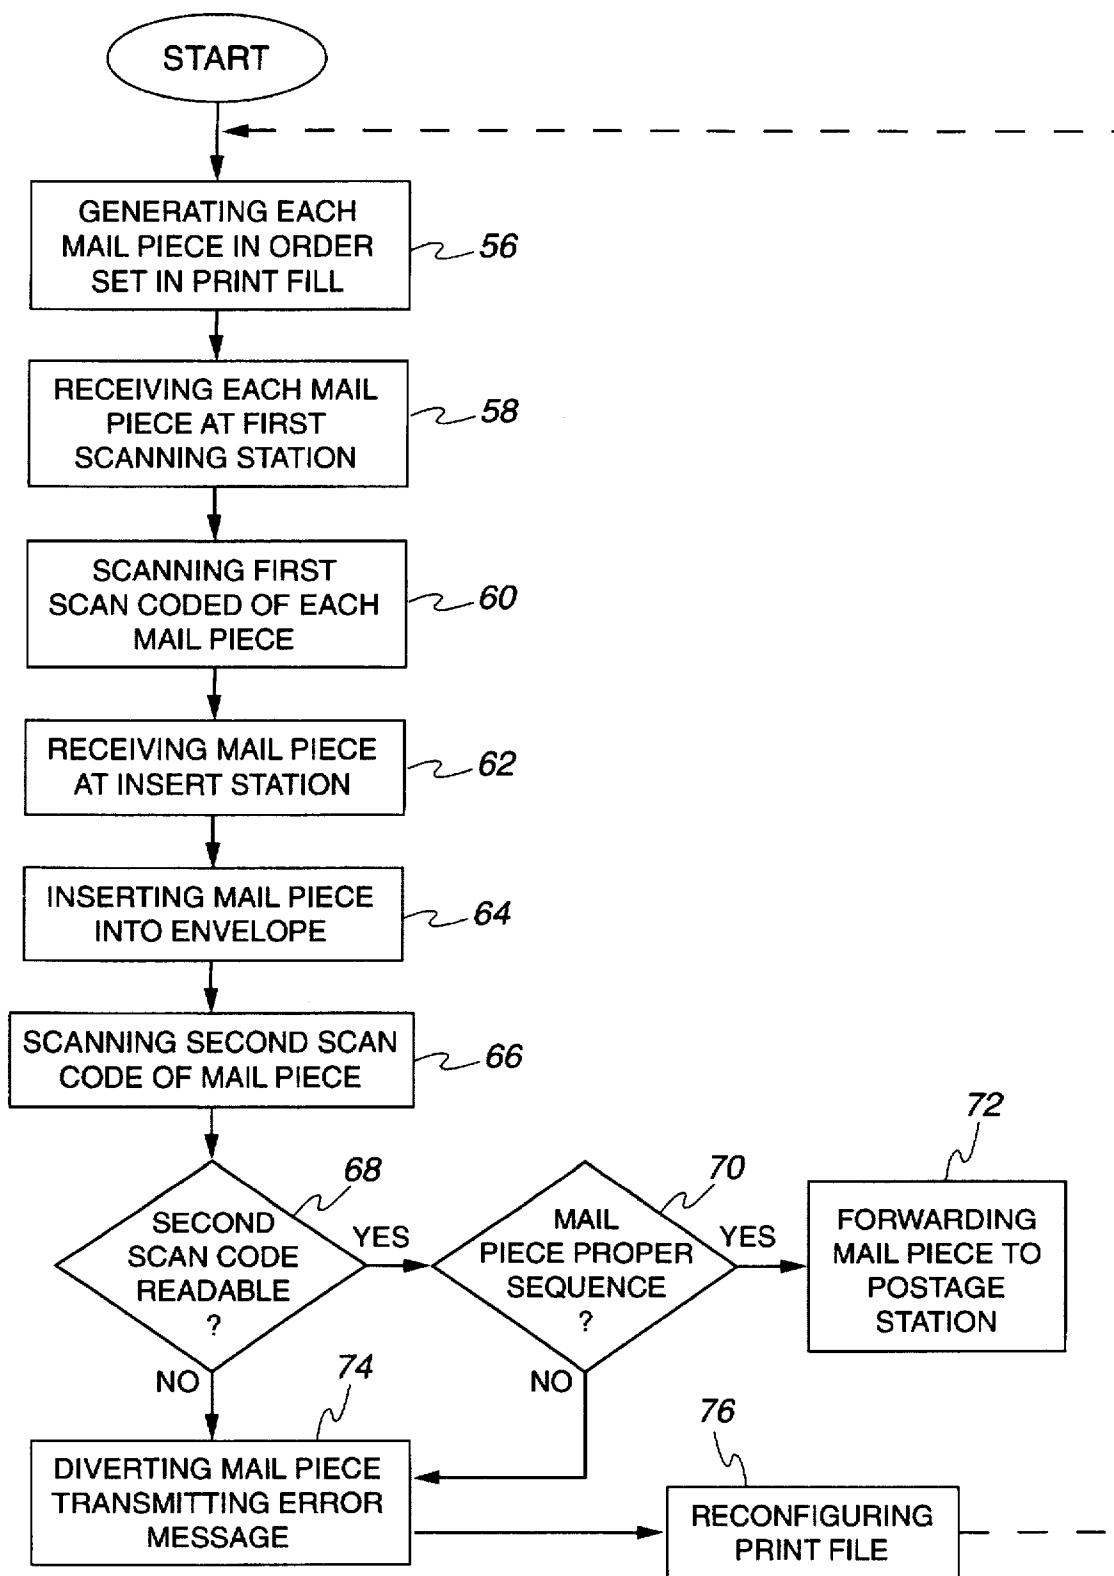 START
GENERATING EACH
MAIL PIECE IN ORDER
SET IN PRINT FILL
56
RECEIVING EACH MAIL
PIECE AT FIRST
SCANNING STATION
58
SCANNING FIRST
SCAN CODED OF EACH
MAIL PIECE
60
RECEIVING MAIL PIECE
AT INSERT STATION
62
INSERTING MAIL PIECE
INTO ENVELOPE
64
SCANNING SECOND SCAN
CODE OF MAIL PIECE
66
SECOND
SCAN CODE
READABLE
?
68
YES
NO
MAIL
PIECE PROPER
SEQUENCE
?
70
YES
NO
FORWARDING
MAIL PIECE TO
POSTAGE
STATION
72
DIVERTING MAIL PIECE
TRANSMITTING ERROR
MESSAGE
74
RECONFIGURING
PRINT FILE
76